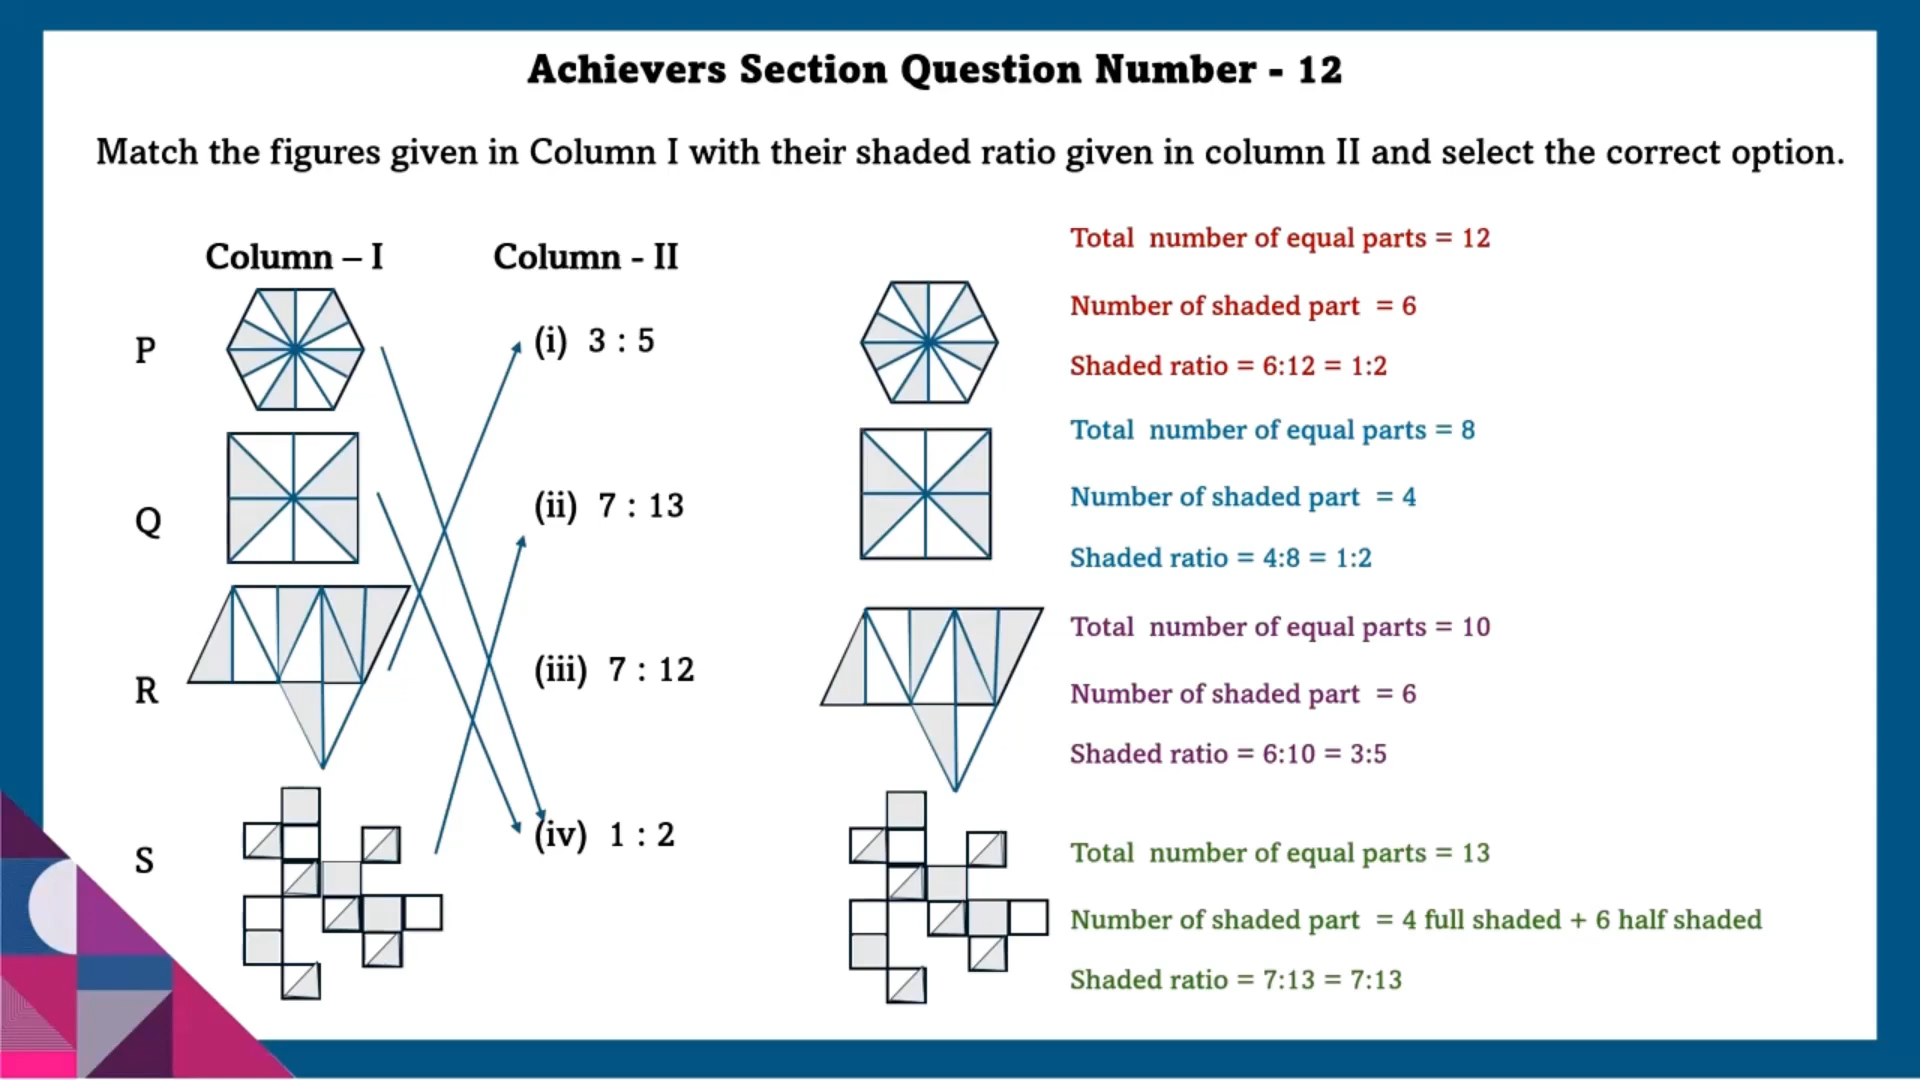 Achievers Section Question Number - 12
Match the figures given in Column I with their shaded ratio given in column II and select the correct option.
Column – I
Column - II
P
Q
R
S
(i) 3 : 5
(ii) 7 : 13
(iii) 7 : 12
(iv) 1 : 2
Total number of equal parts = 12
Number of shaded part = 6
Shaded ratio = 6:12 = 1:2
Total number of equal parts = 8
Number of shaded part = 4
Shaded ratio = 4:8 = 1:2
Total number of equal parts = 10
Number of shaded part = 6
Shaded ratio = 6:10 = 3:5
Total number of equal parts = 13
Number of shaded part = 4 full shaded + 6 half shaded
Shaded ratio = 7:13 = 7:13